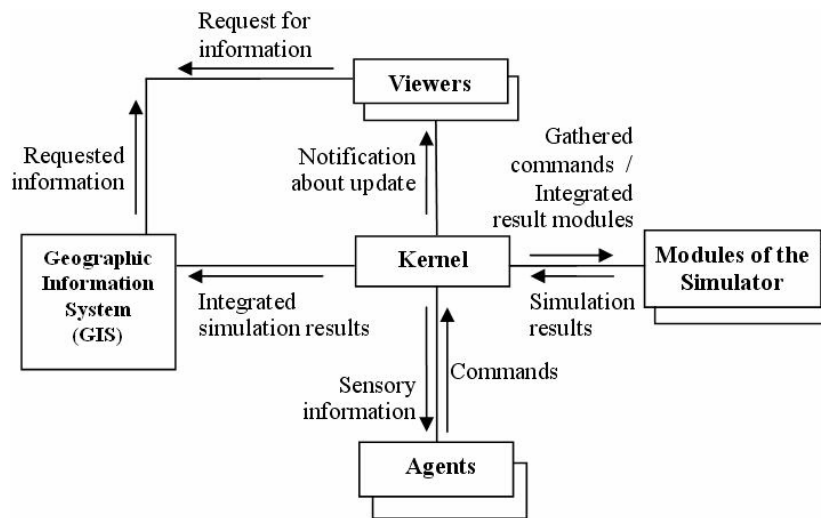 Request for
information
Viewers
Requested
information
Notification
about update
Gathered
commands /
Integrated
result modules
Geographic
Information
System
(GIS)
Kernel
Modules of the
Simulator
Integrated
simulation results
Simulation
results
Sensory
information
Commands
Agents